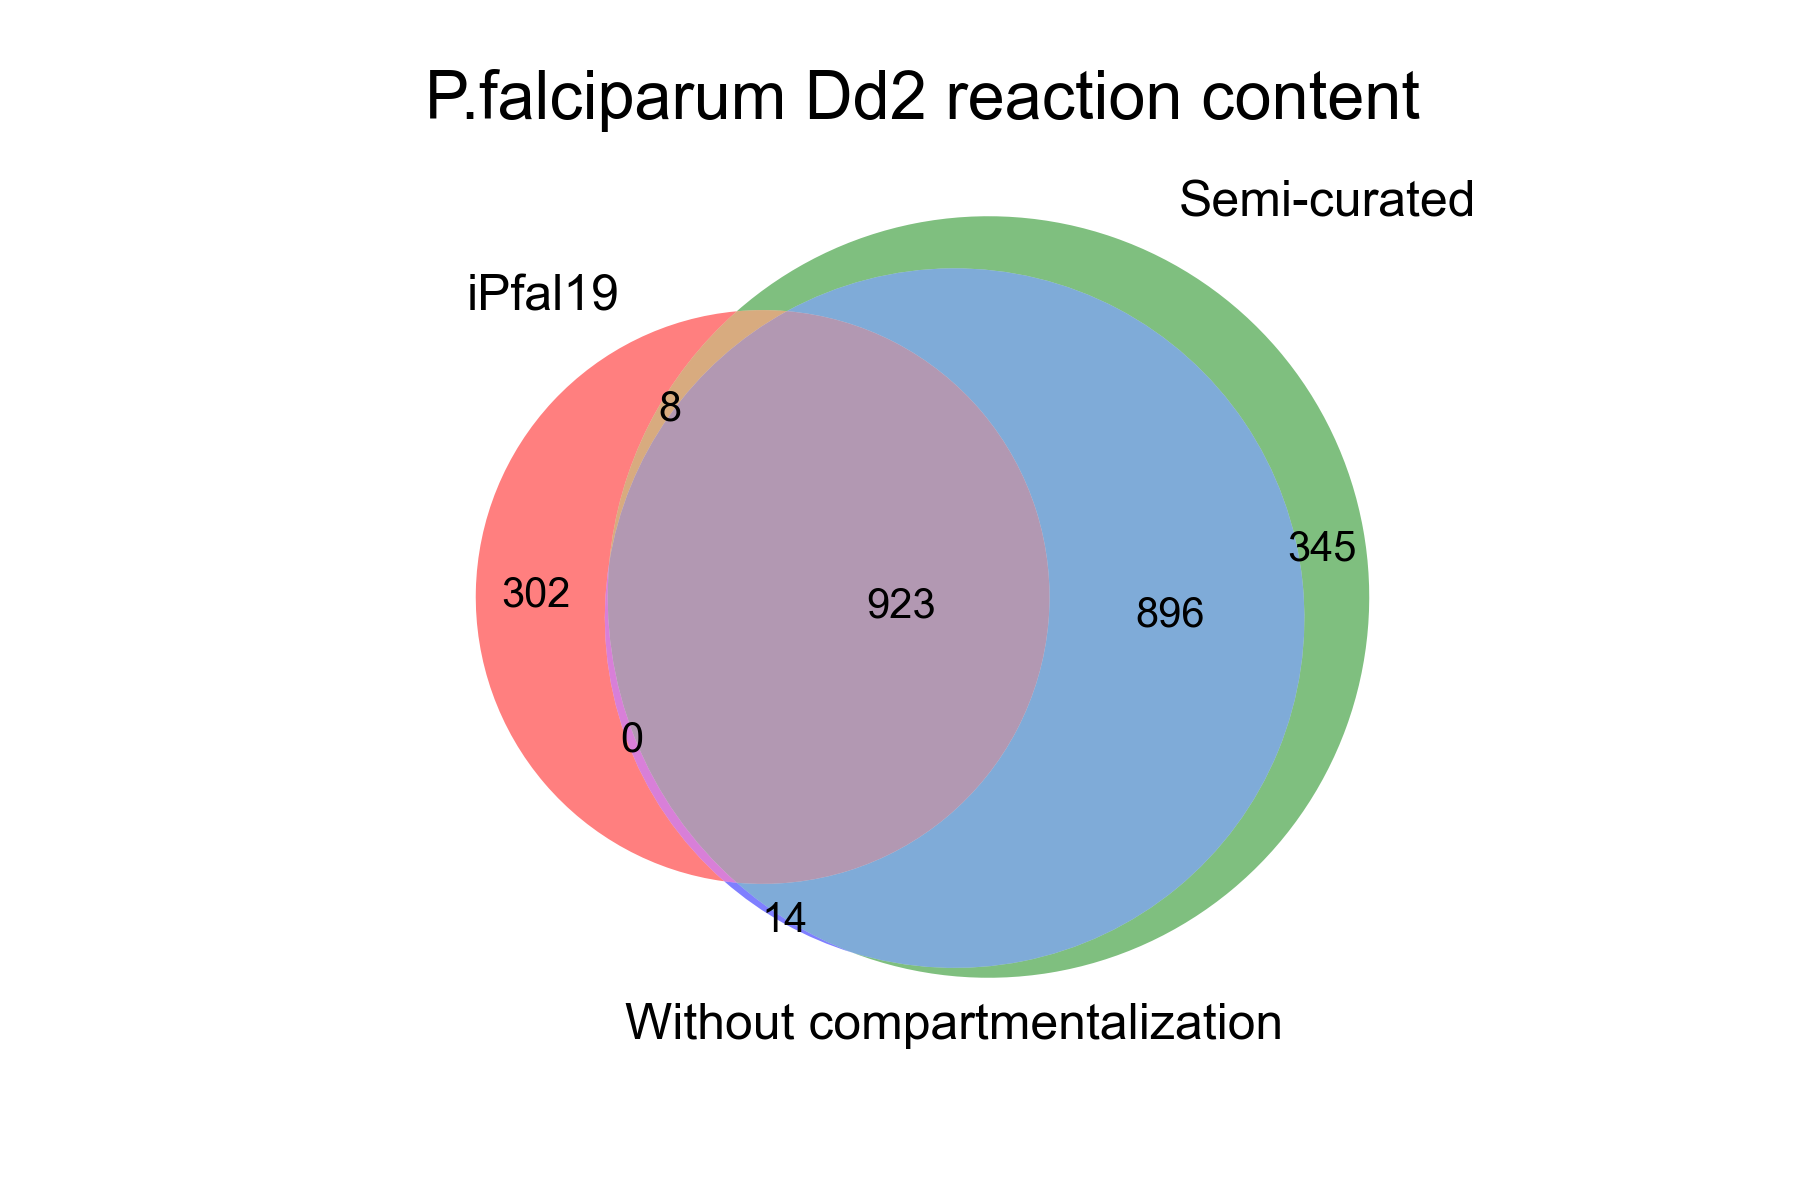 P.falciparum Dd2 reaction content
Semi-curated
iPfal19
8
345
302
923
896
0
14
Without compartmentalization